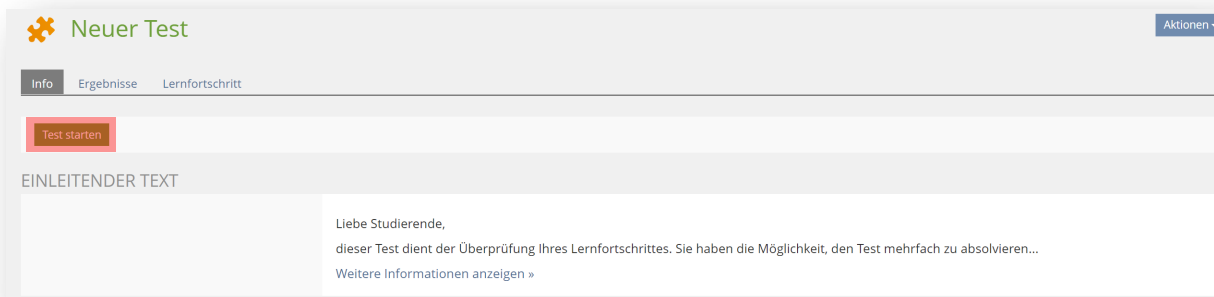 Neuer Test
Aktionen
Info Ergebnisse Lernfortschritt
Test starten
EINLEITENDER TEXT
Liebe Studierende,
dieser Test dient der Überprüfung Ihres Lernfortschrittes. Sie haben die Möglichkeit, den Test mehrfach zu absolvieren...
Weitere Informationen anzeigen »